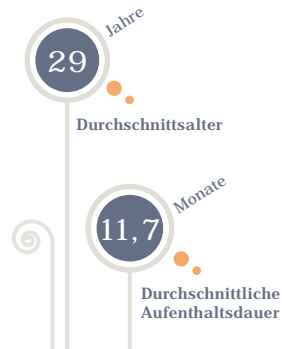 Jahre
29
Durchschnittsalter
Monate
11,7
Durchschnittliche
Aufenthaltsdauer